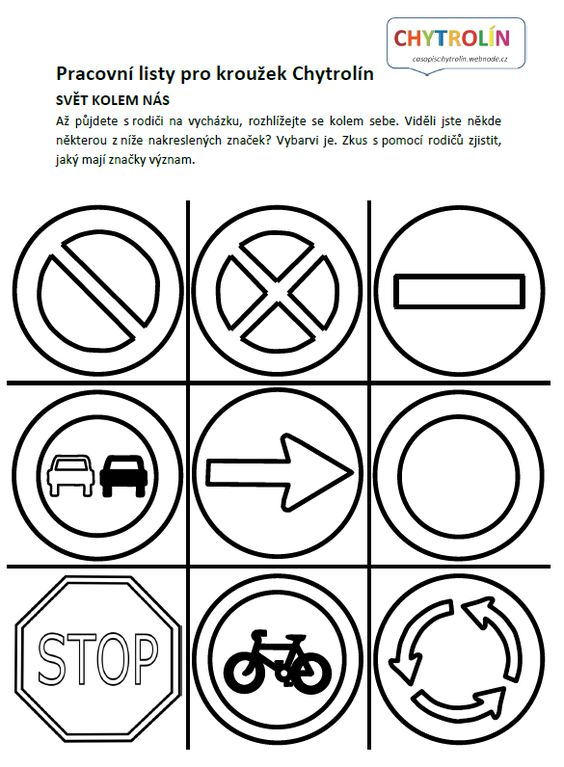 CHYTROLÍN
casopischytrolin.webnode.cz
Pracovní listy pro kroužek Chytrolín
SVĚT KOLEM NÁS
Až půjdete s rodiči na vycházku, rozhlížejte se kolem sebe. Viděli jste někde
některou z níže nakreslených značek? Vybarvi je. Zkus s pomocí rodičů zjistit,
jaký mají značky význam.
STOP